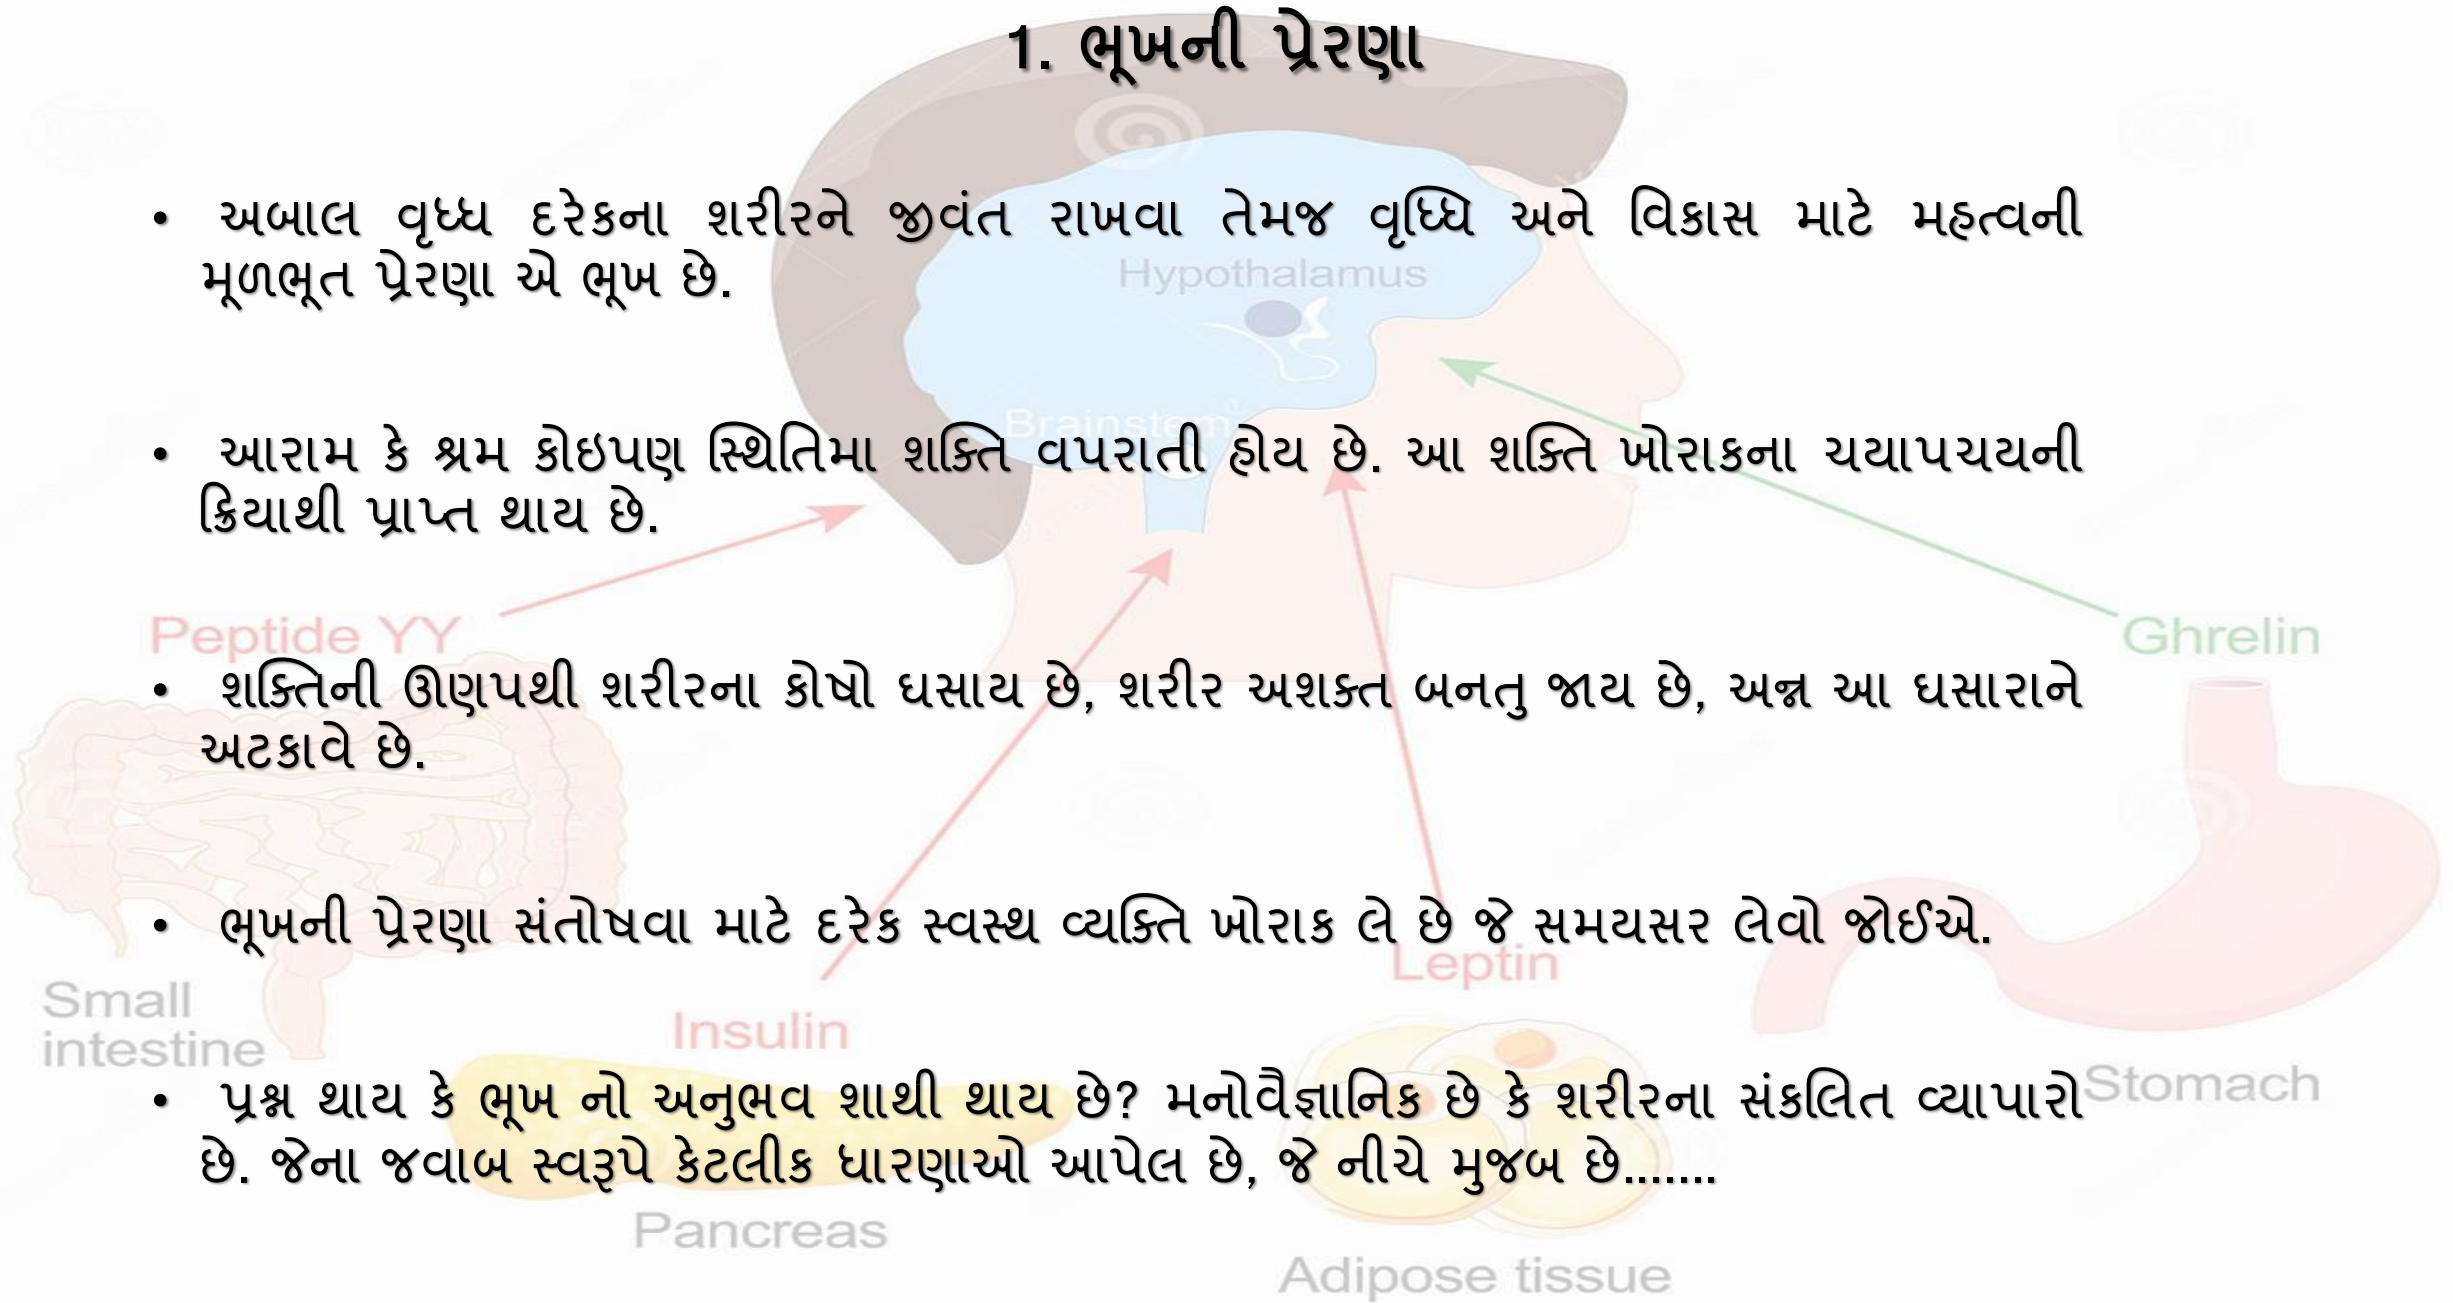 1. ભૂખની પ્રેરણા
• અબાલ વૃધ્ધ દરેકના શરીરને જીવંત રાખવા તેમજ વૃધ્ધિ અને વિકાસ માટે મહત્વની
મૂળભૂત પ્રેરણા એ ભૂખ છે.
Hypothalamus
Brainstem
• આરામ કે શ્રમ કોઇપણ સ્થિતિમા શક્તિ વપરાતી હોય છે. આ શક્તિ ખોરાકના ચયાપચયની
ક્રિયાથી પ્રાપ્ત થાય છે.
Peptide YY
Ghrelin
• શક્તિની ઊણપથી શરીરના કોષો ઘસાય છે, શરીર અશક્ત બનતુ જાય છે, અન્ન આ ઘસારાને
અટકાવે છે.
• ભૂખની પ્રેરણા સંતોષવા માટે દરેક સ્વસ્થ વ્યક્તિ ખોરાક લે છે જે સમયસર લેવો જોઈએ.
Leptin
Small
intestine
Insulin
• પ્રશ્ન થાય કે ભૂખ નો અનુભવ શાથી થાય છે? મનોવૈજ્ઞાનિક છે કે શરીરના સંકલિત વ્યાપારો
Stomach
છે. જેના જવાબ સ્વરૂપે કેટલીક ધારણાઓ આપેલ છે, જે નીચે મુજબ છે.......
Pancreas
Adipose tissue